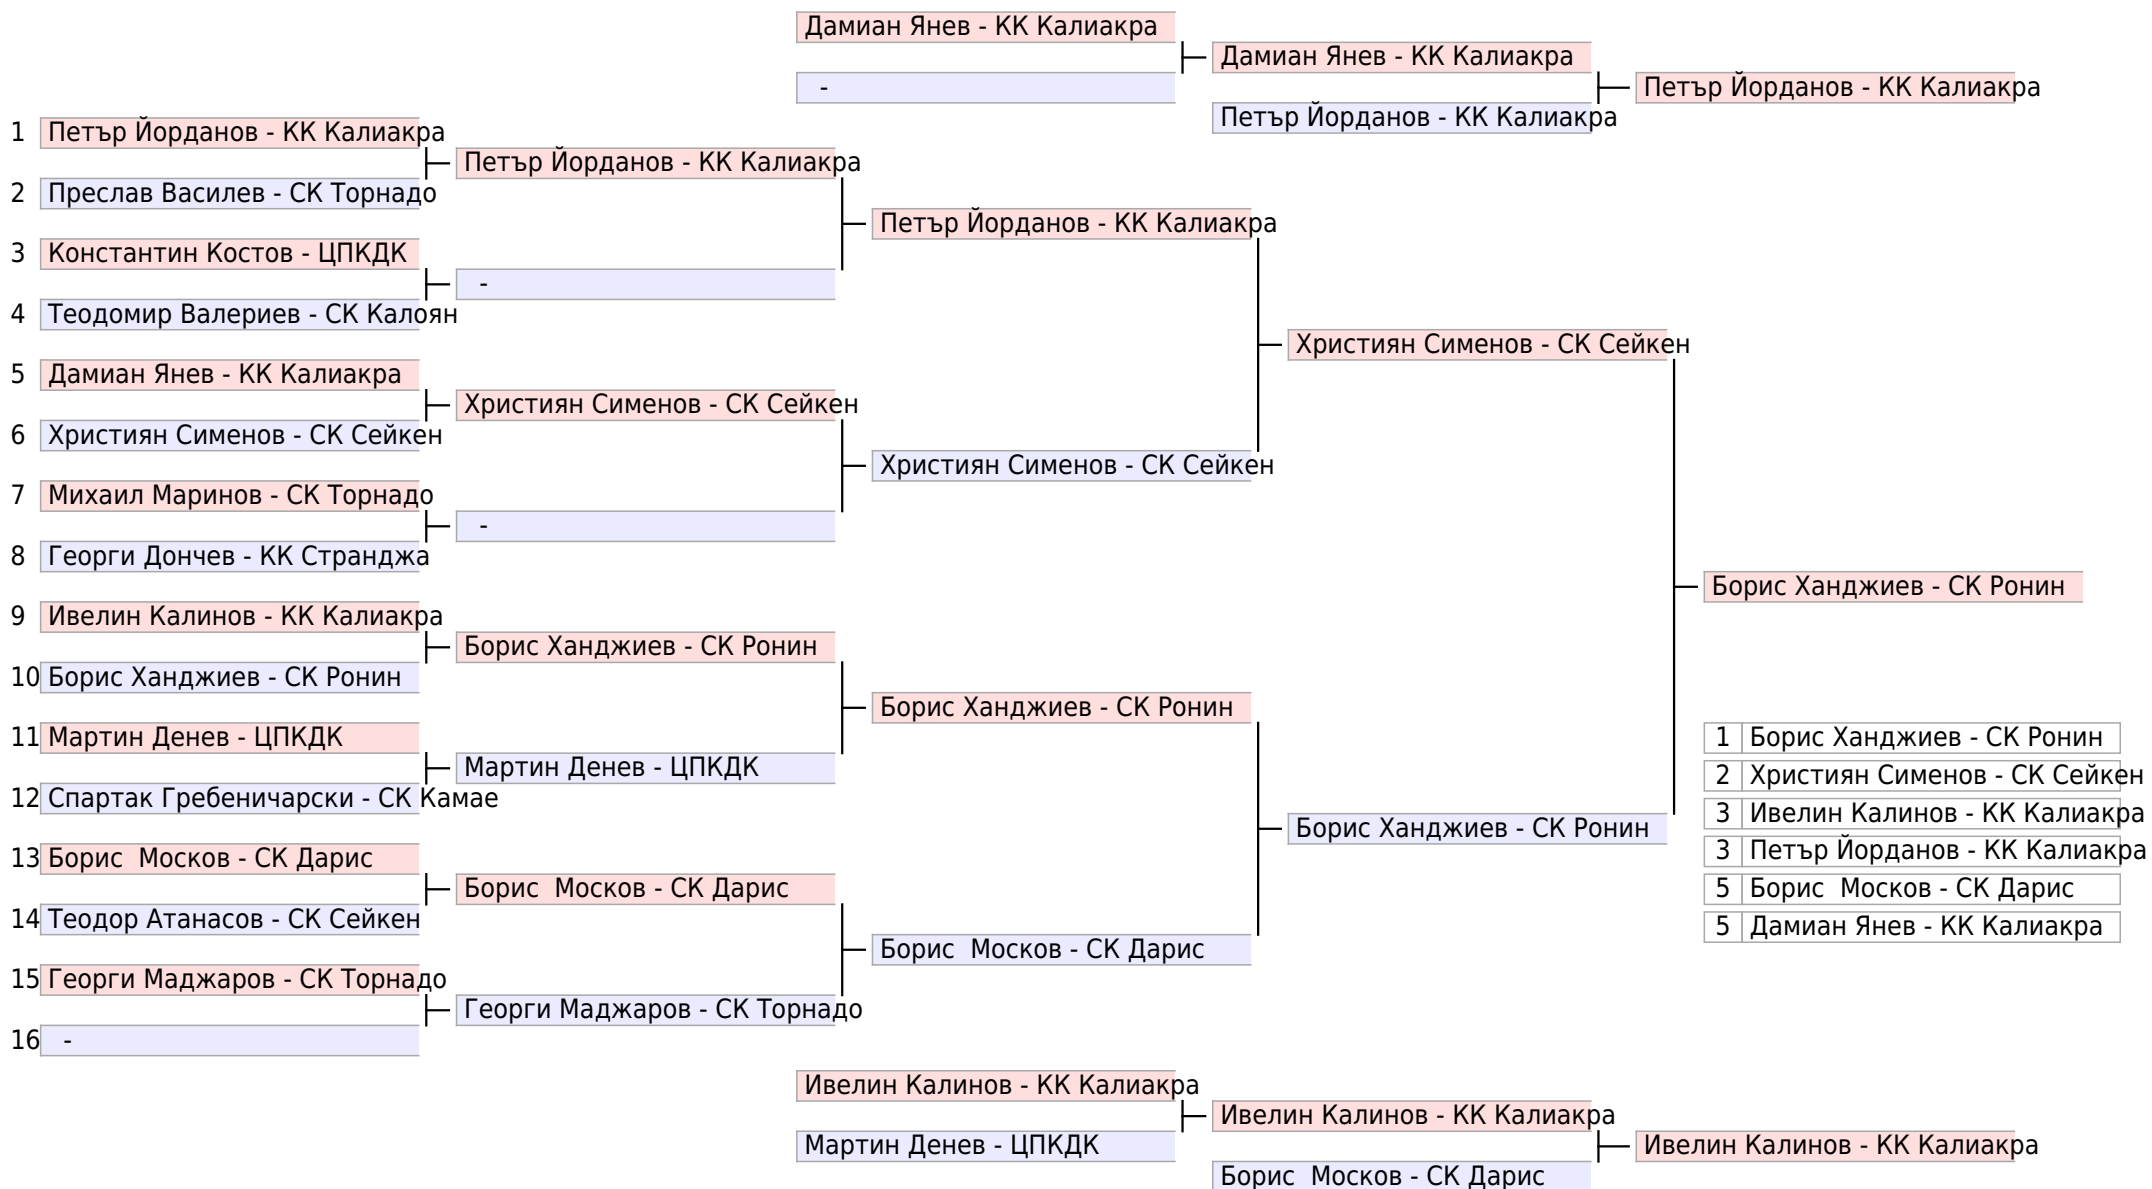 Дамиан Янев - КК Калиакра
-
Дамиан Янев - КК Калиакра
Петър Йорданов - КК Калиакра
Петър Йорданов - КК Калиакра
1 Петър Йорданов - КК Калиакра
2 Преслав Василев - СК Торнадо
3 Константин Костов - ЦПКДК
4 Теодомир Валериев - СК Калоян
5 Дамиан Янев - КК Калиакра
6 Християн Сименов - СК Сейкен
7 Михаил Маринов - СК Торнадо
8 Георги Дончев - КК Странджа
9 Ивелин Калинов - КК Калиакра
10 Борис Ханджиев - СК Ронин
11 Мартин Денев - ЦПКДК
12 Спартак Гребеничарски - СК Камае
13 Борис  Москов - СК Дарис
14 Теодор Атанасов - СК Сейкен
15 Георги Маджаров - СК Торнадо
16 -
Петър Йорданов - КК Калиакра
-
Християн Сименов - СК Сейкен
-
Борис Ханджиев - СК Ронин
Мартин Денев - ЦПКДК
Борис  Москов - СК Дарис
Георги Маджаров - СК Торнадо
Петър Йорданов - КК Калиакра
Християн Сименов - СК Сейкен
Борис Ханджиев - СК Ронин
Борис  Москов - СК Дарис
Християн Сименов - СК Сейкен
Борис Ханджиев - СК Ронин
Борис Ханджиев - СК Ронин
1 Борис Ханджиев - СК Ронин
2 Християн Сименов - СК Сейкен
3 Ивелин Калинов - КК Калиакра
3 Петър Йорданов - КК Калиакра
5 Борис  Москов - СК Дарис
5 Дамиан Янев - КК Калиакра
Ивелин Калинов - КК Калиакра
Мартин Денев - ЦПКДК
Ивелин Калинов - КК Калиакра
Борис  Москов - СК Дарис
Ивелин Калинов - КК Калиакра